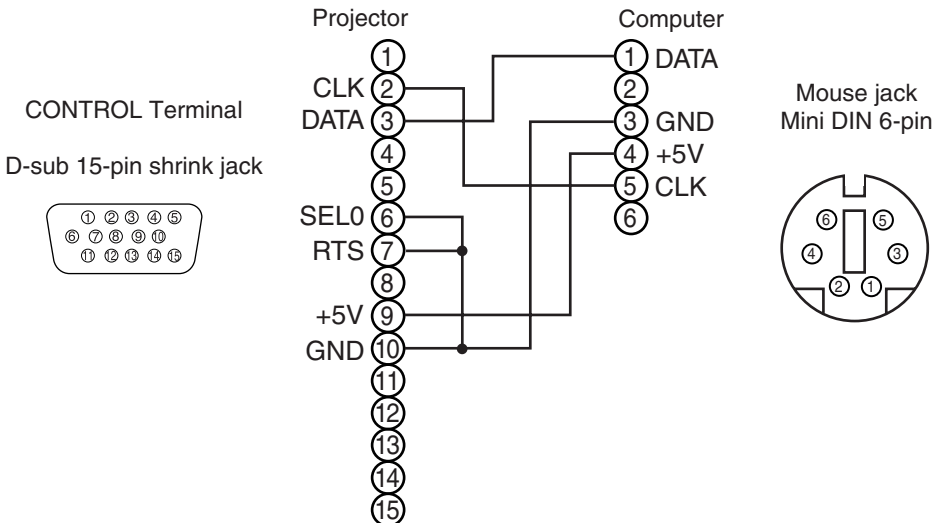 Projector
Computer
CONTROL Terminal
D-sub 15-pin shrink jack
1 2 3 4 5
6 7 8 9 10
11 12 13 14 15
1
CLK 2
DATA 3
4
5
SEL0 6
RTS 7
8
+5V 9
GND 10
11
12
13
14
15
1 DATA
2
3 GND
4 +5V
5 CLK
6
Mouse jack
Mini DIN 6-pin
6 5
4 3
2 1